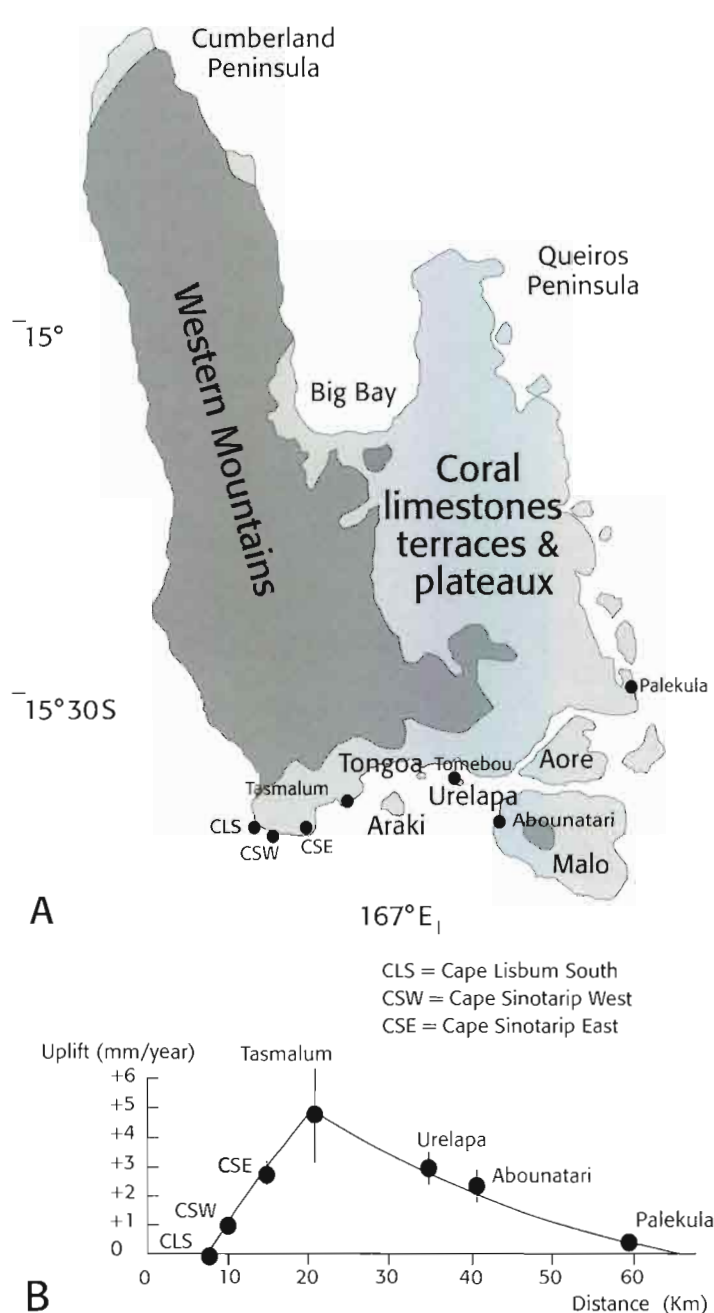 Cumberland
Peninsula
Queiros
Peninsula
15°
Western Mountains
Big Bay
Coral
limestones
terraces &
plateaux
15°30S
Palekula
Tongoa
Tomebou
Aore
Tasmalum
Urelapa
CLS
CSW
CSE
Araki
Abounatari
Malo
A
167°E
CLS = Cape Lisbum South
CSW = Cape Sinotarip West
CSE = Cape Sinotarip East
Uplift (mm/year)
Tasmalum
+6
+5
+4
+3
+2
+1
0
Urelapa
CSE
Abounatari
CSW
CLS
Palekula
0
10
20
30
40
50
60
B
Distance (Km)